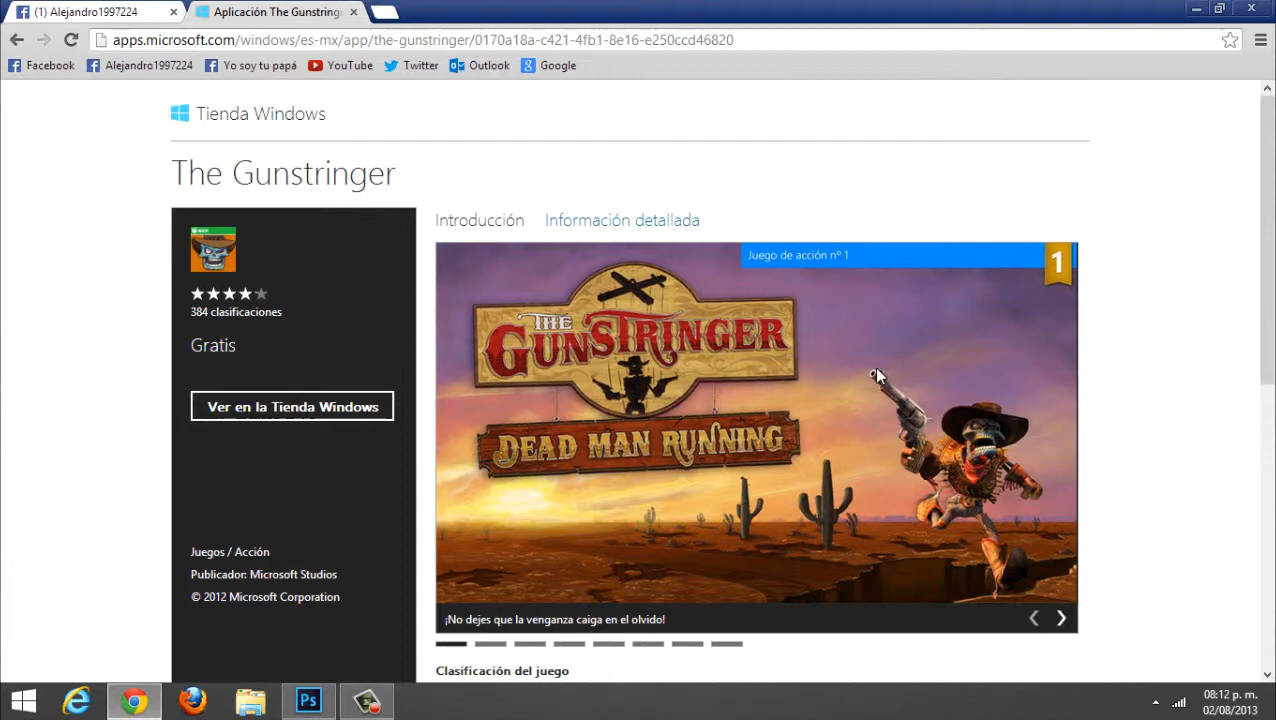 (1) Alejandro1997224
Aplicación The Gunstringe
apps.microsoft.com/windows/es-mx/app/the-gunstringer/0170a18a-c421-4fb1-8e16-e250ccd46820
Facebook
Alejandro1997224
Yo soy tu papá
YouTube
Twitter
Outlook
Google
Tienda Windows
The Gunstringer
Introducción
Información detallada
Juego de acción nº 1
1
384 clasificaciones
Gratis
Ver en la Tienda Windows
THE
GUNSTRINGER
DEAD MAN RUNNING
Juegos / Acción
Publicador: Microsoft Studios
© 2012 Microsoft Corporation
¡No dejes que la venganza caiga en el olvido!
Clasificación del juego
Ps
08:12 p. m.
02/08/2013